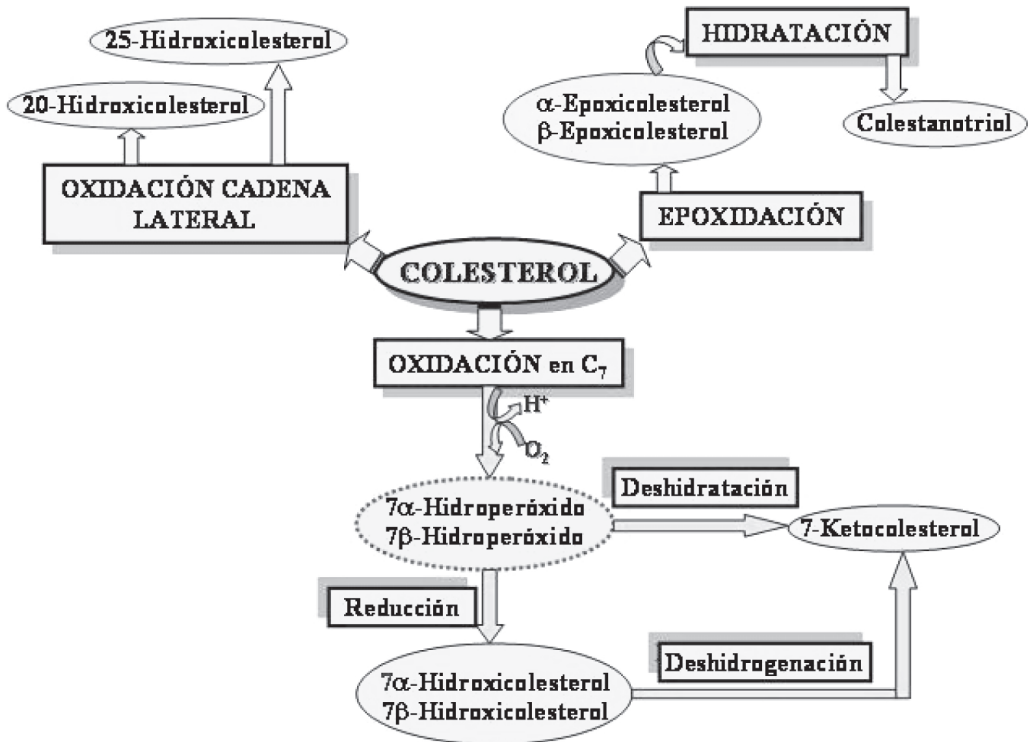 25-Hidroxicolesterol
20-Hidroxicolesterol
OXIDACIÓN CADENA
LATERAL
HIDRATACIÓN
α-Epoxicolesterol
β-Epoxicolesterol
Colestanotriol
EPOXIDACIÓN
COLESTEROL
OXIDACIÓN en C₇
H⁺
O₂
7α-Hidroperóxido
7β-Hidroperóxido
Deshidratación
7-Ketocolesterol
Reducción
7α-Hidroxicolesterol
7β-Hidroxicolesterol
Deshidrogenación